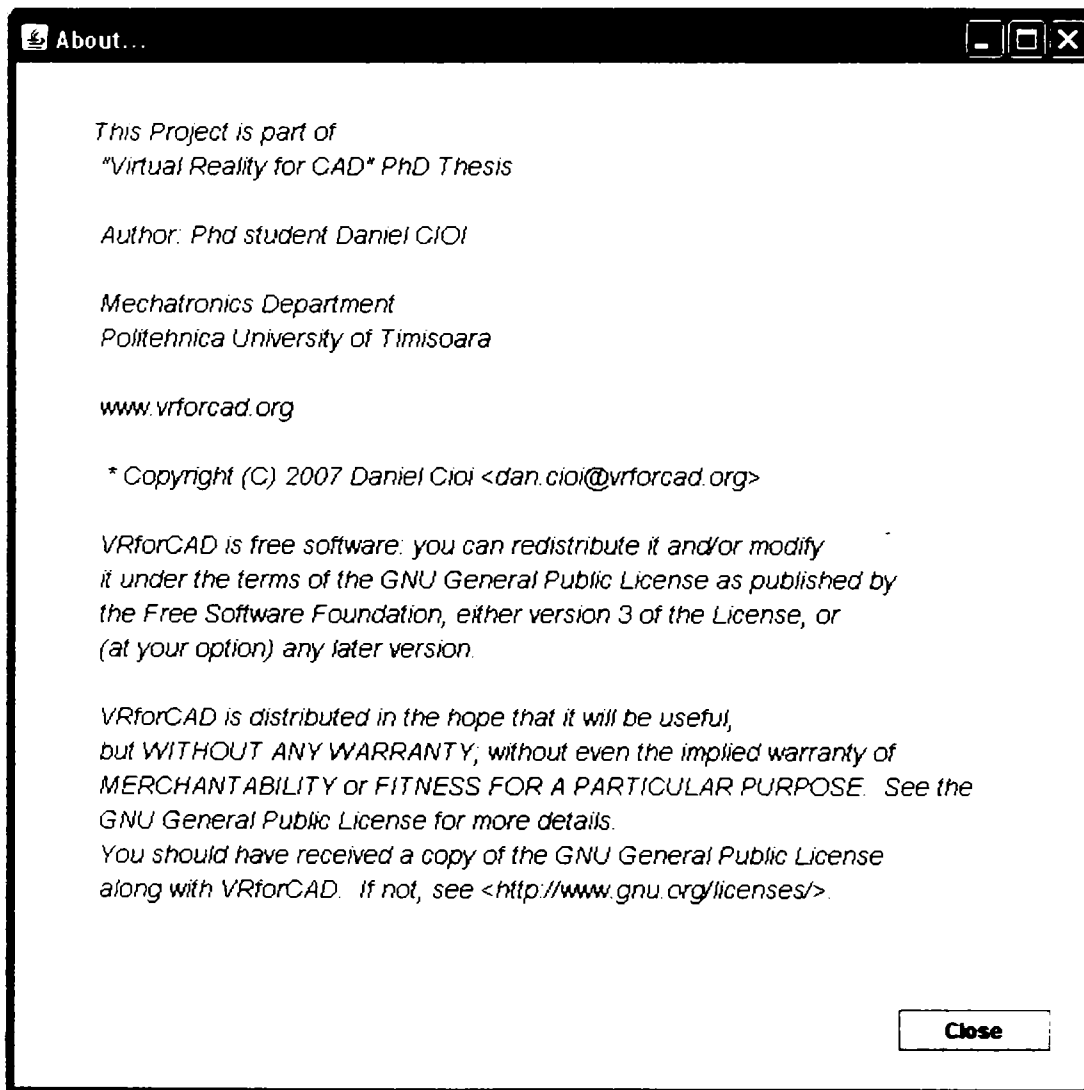 About...
This Project is part of
"Virtual Reality for CAD" PhD Thesis
Author: Phd student Daniel CIOI
Mechatronics Department
Politehnica University of Timisoara
www.vrforcad.org
* Copyright (C) 2007 Daniel Cioi <dan.cioi@vrforcad.org>
VRforCAD is free software: you can redistribute it and/or modify
it under the terms of the GNU General Public License as published by
the Free Software Foundation, either version 3 of the License, or
(at your option) any later version.
VRforCAD is distributed in the hope that it will be useful,
but WITHOUT ANY WARRANTY; without even the implied warranty of
MERCHANTABILITY or FITNESS FOR A PARTICULAR PURPOSE. See the
GNU General Public License for more details.
You should have received a copy of the GNU General Public License
along with VRforCAD. If not, see <http://www.gnu.org/licenses/>.
Close